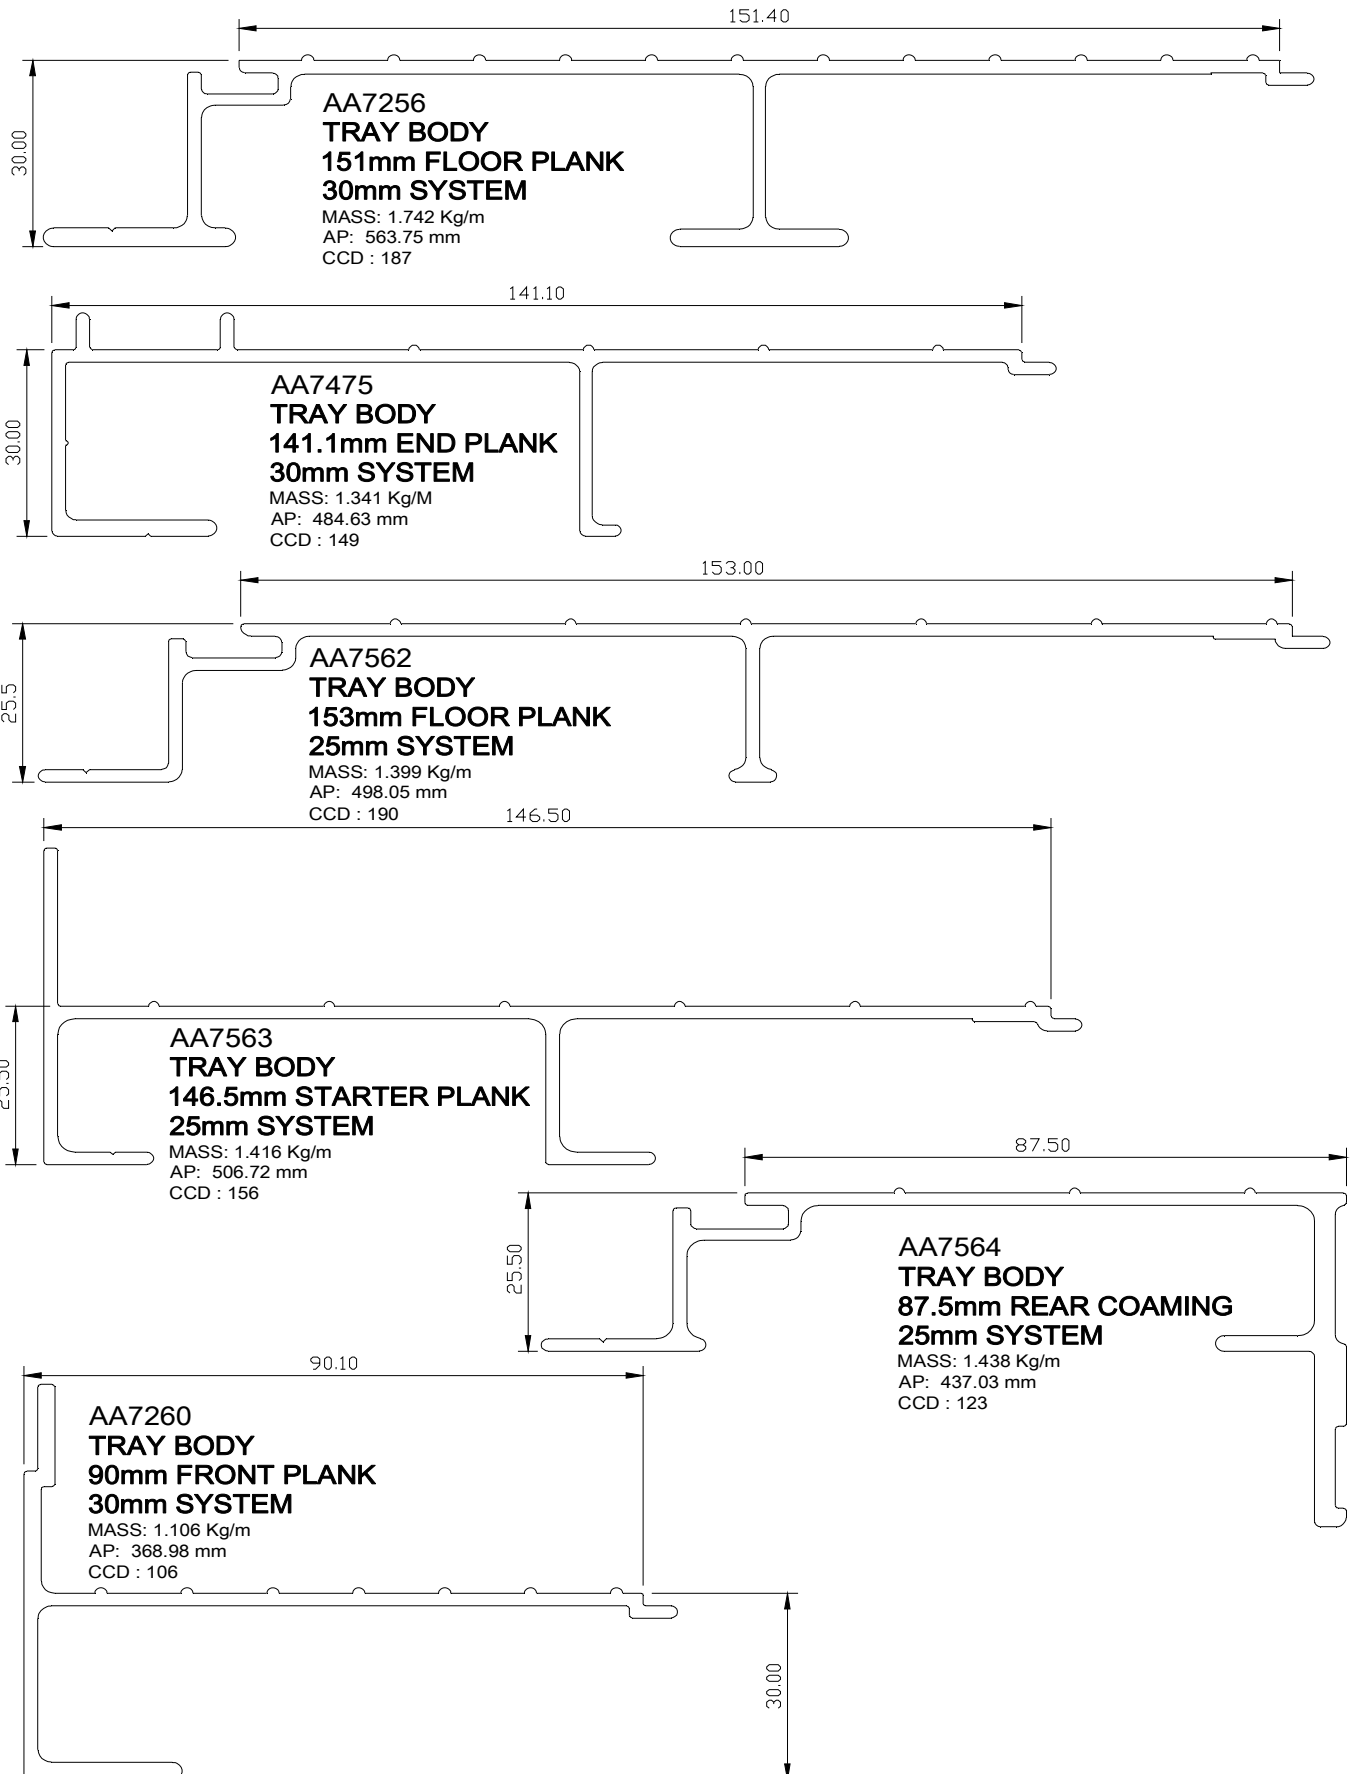 151.40
30.00
AA7256
TRAY BODY
151mm FLOOR PLANK
30mm SYSTEM
MASS: 1.742 Kg/m
AP: 563.75 mm
CCD : 187
141.10
30.00
AA7475
TRAY BODY
141.1mm END PLANK
30mm SYSTEM
MASS: 1.341 Kg/M
AP: 484.63 mm
CCD : 149
153.00
25.5
AA7562
TRAY BODY
153mm FLOOR PLANK
25mm SYSTEM
MASS: 1.399 Kg/m
AP: 498.05 mm
CCD : 190
146.50
25.50
AA7563
TRAY BODY
146.5mm STARTER PLANK
25mm SYSTEM
MASS: 1.416 Kg/m
AP: 506.72 mm
CCD : 156
87.50
25.50
AA7564
TRAY BODY
87.5mm REAR COAMING
25mm SYSTEM
MASS: 1.438 Kg/m
AP: 437.03 mm
CCD : 123
90.10
AA7260
TRAY BODY
90mm FRONT PLANK
30mm SYSTEM
MASS: 1.106 Kg/m
AP: 368.98 mm
CCD : 106
30.00